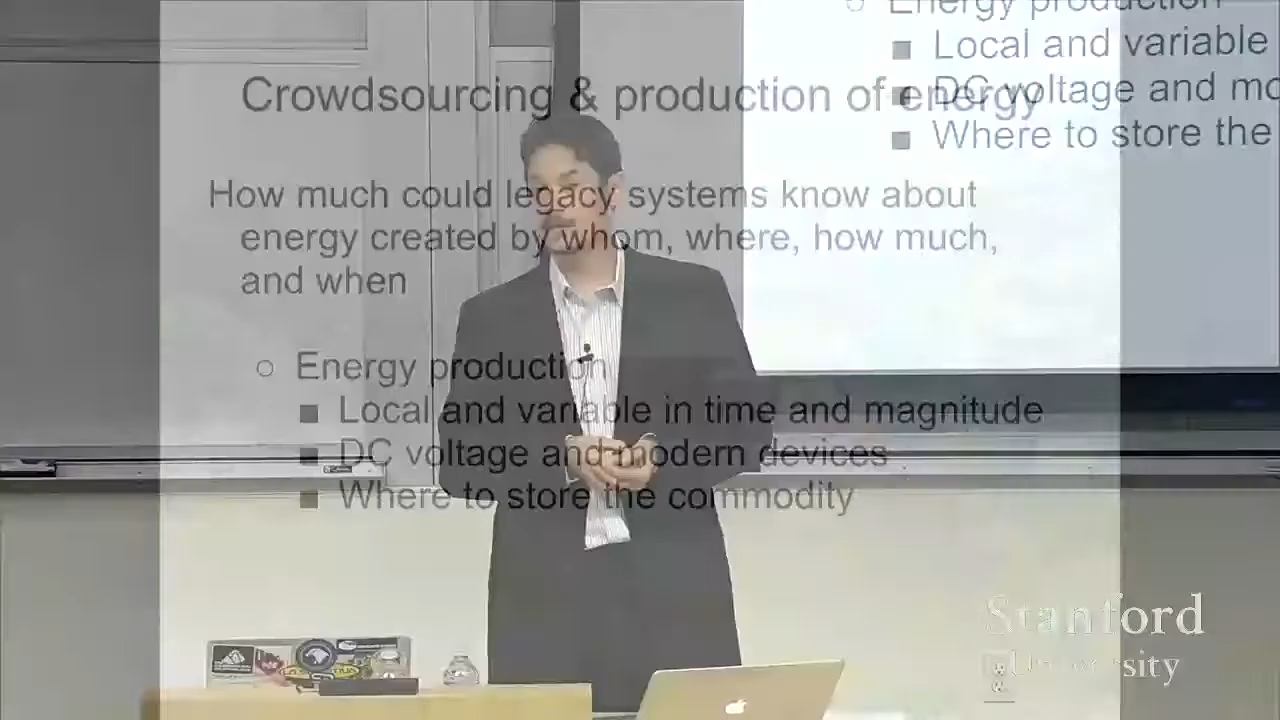 Energy production
Local and variable
DC voltage and mo
Where to store the
Crowdsourcing & production of energy
How much could legacy systems know about
energy created by whom, where, how much,
and when
Energy production
Local and variable in time and magnitude
DC voltage and modern devices
Where to store the commodity
Stanford
University